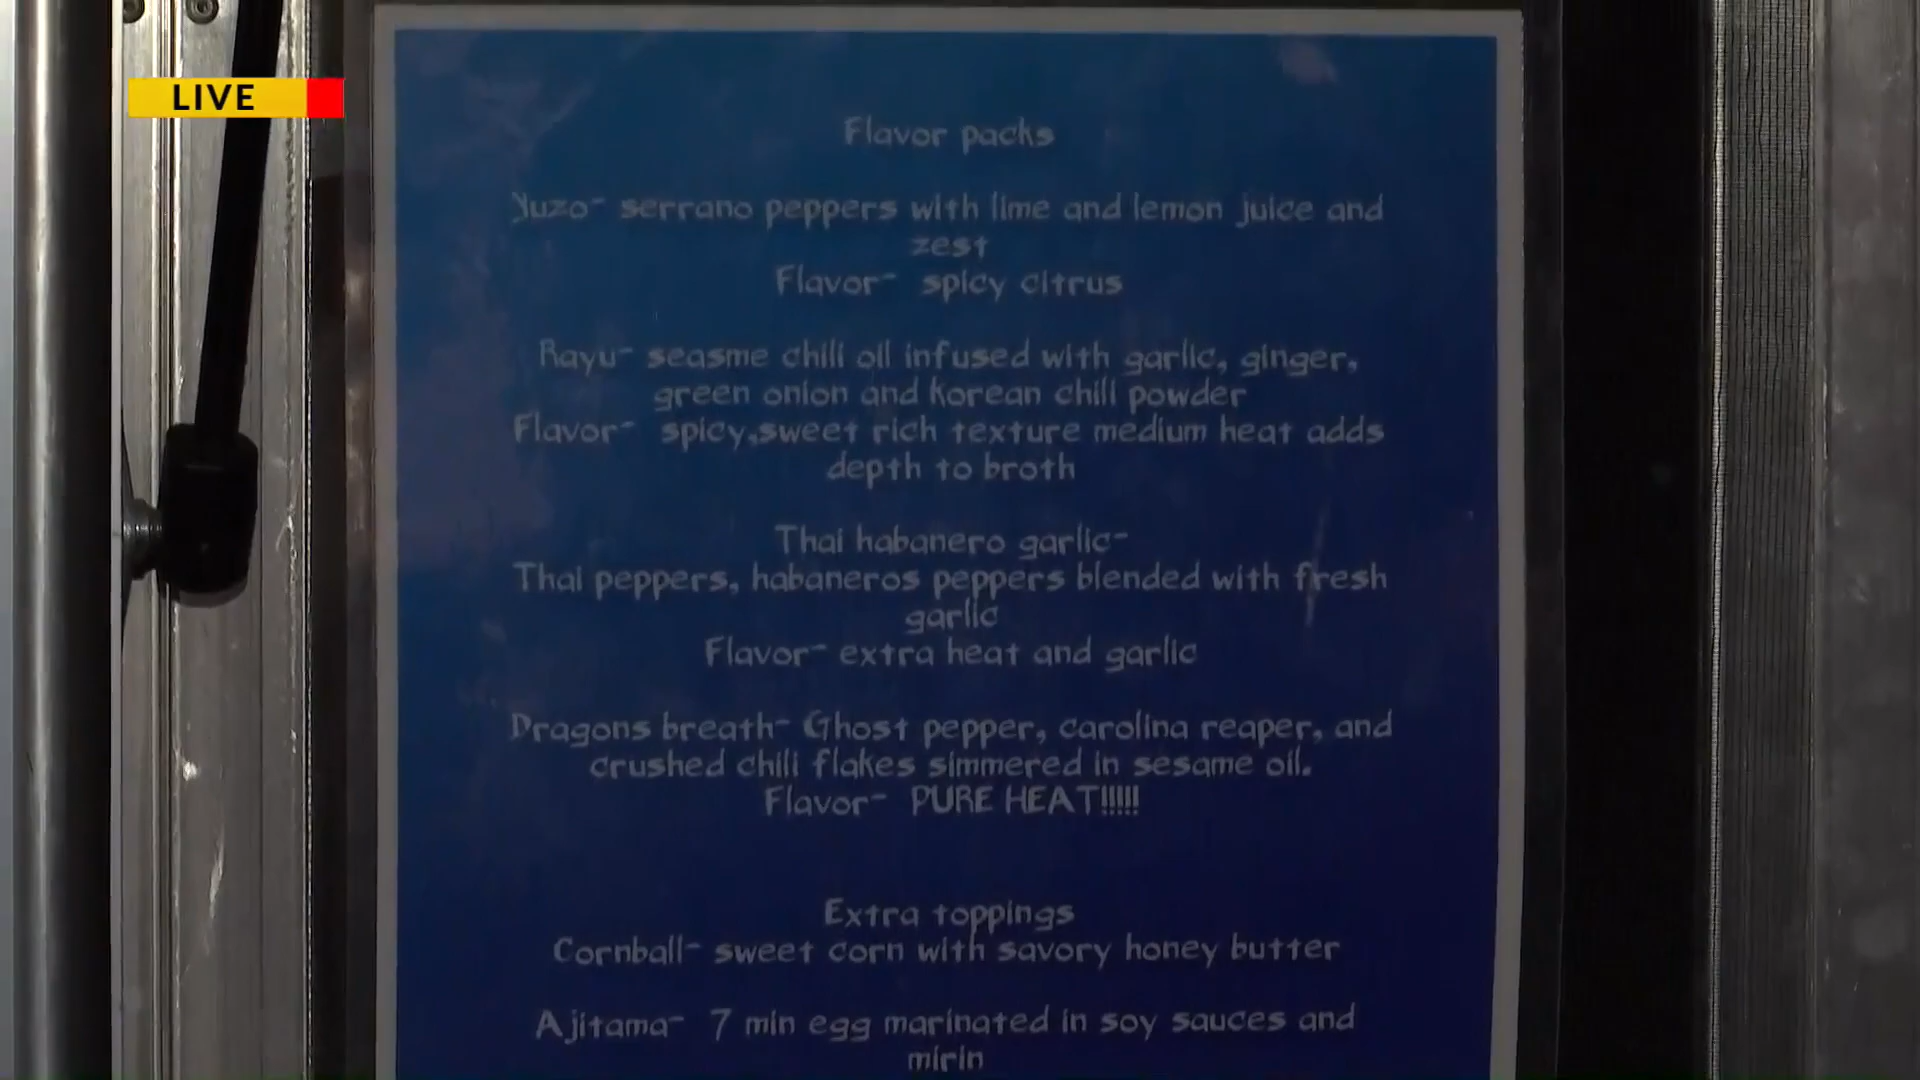 LIVE
Flavor packs
Yuzo- serrano peppers with lime and lemon juice and
zest
Flavor- spicy citrus
Rayu- seasme chili oil infused with garlic, ginger,
green onion and Korean chili powder
Flavor- spicy,sweet rich texture medium heat adds
depth to broth
Thai habanero garlic-
Thai peppers, habaneros peppers blended with fresh
garlic
Flavor- extra heat and garlic
Dragons breath- Ghost pepper, carolina reaper, and
crushed chili flakes simmered in sesame oil.
Flavor- PURE HEAT!!!!!
Extra toppings
Cornball- sweet corn with savory honey butter
Ajitama- 7 min egg marinated in soy sauces and
mirin